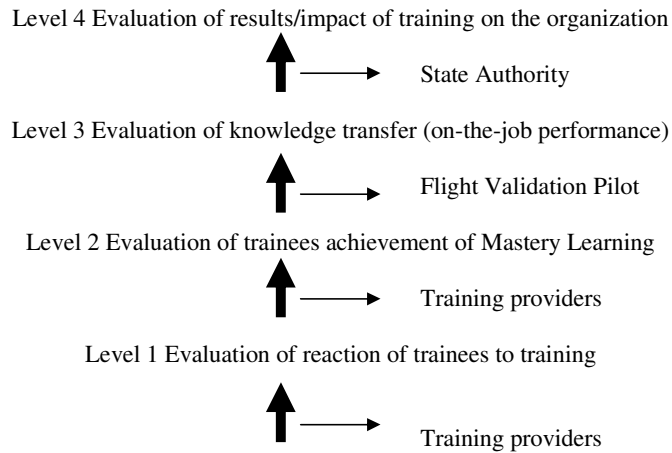 Level 4 Evaluation of results/impact of training on the organization
State Authority
Level 3 Evaluation of knowledge transfer (on-the-job performance)
Flight Validation Pilot
Level 2 Evaluation of trainees achievement of Mastery Learning
Training providers
Level 1 Evaluation of reaction of trainees to training
Training providers